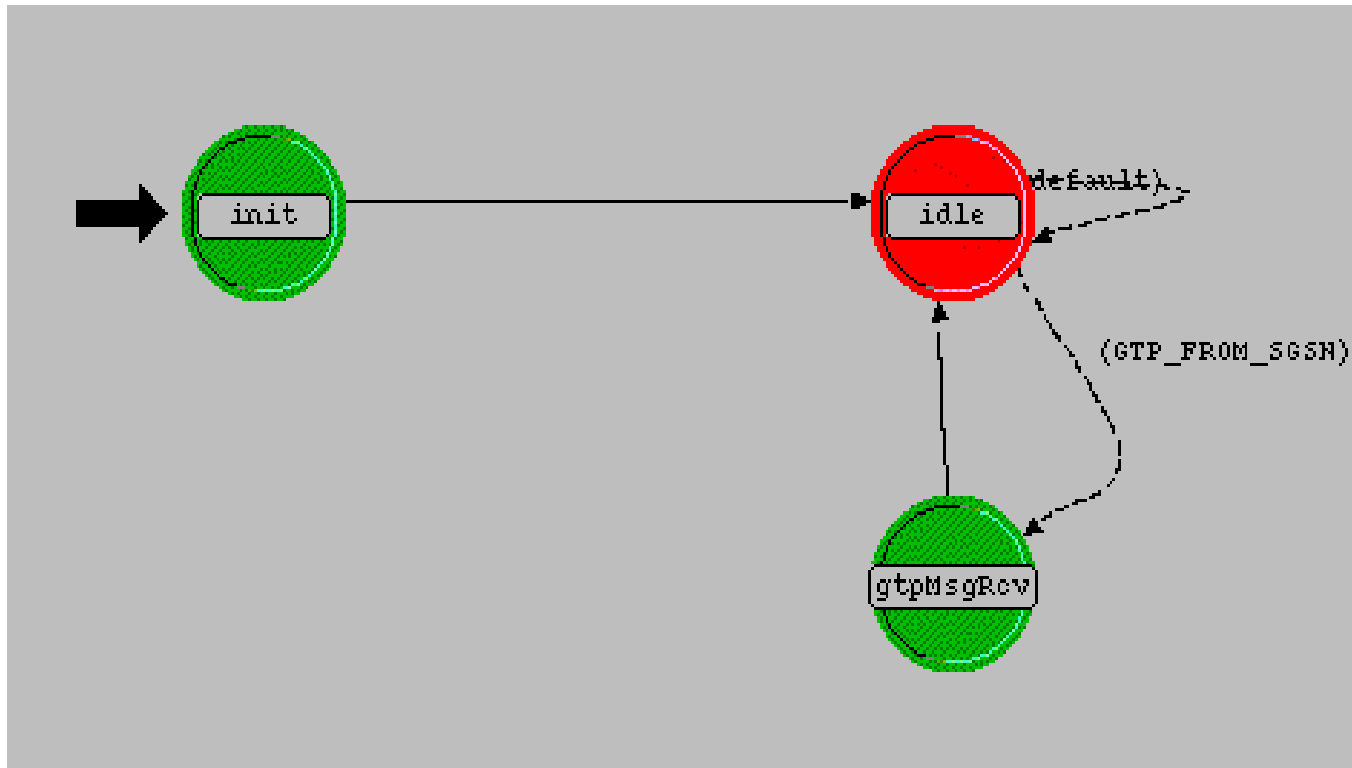 default)
init
idle
(GTP_FROM_SGSN)
gtpMsgRcv